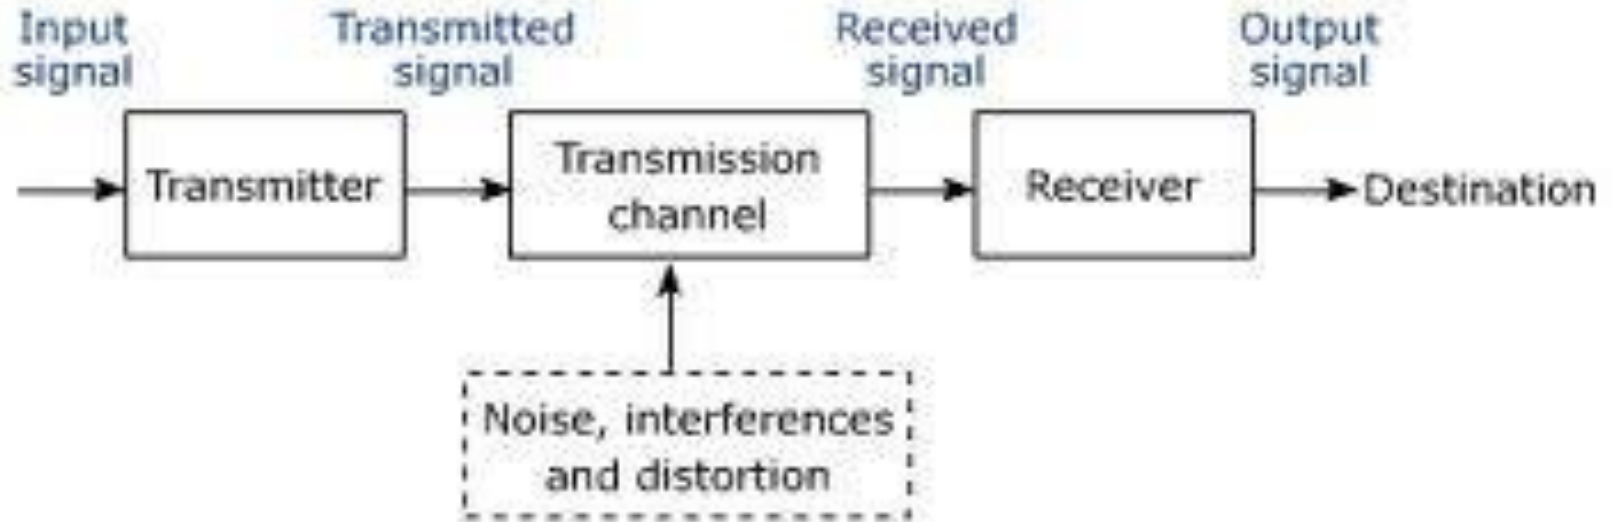 Input
signal
Transmitted
signal
Received
signal
Output
signal
Transmitter
Transmission
channel
Receiver
Destination
Noise, interferences
and distortion